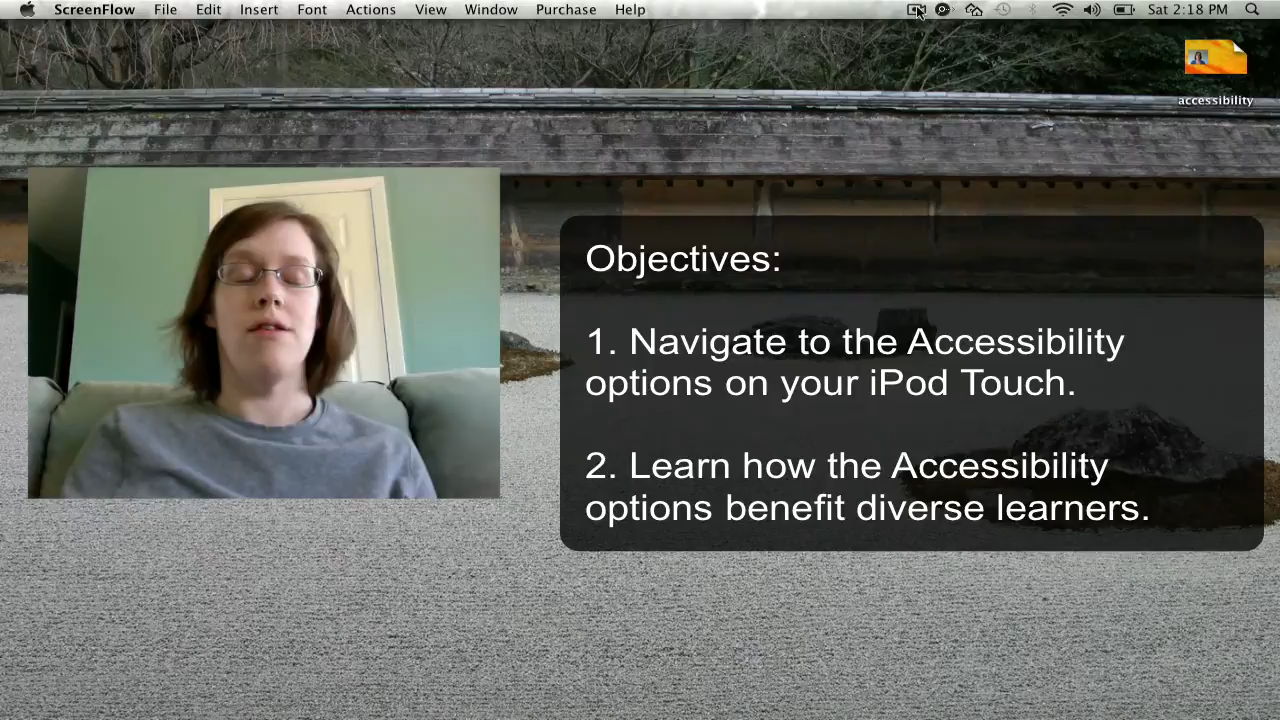 ScreenFlow File Edit Insert Font Actions View Window Purchase Help Sat 2:18 PM
accessibility
Objectives:
1. Navigate to the Accessibility
options on your iPod Touch.
2. Learn how the Accessibility
options benefit diverse learners.